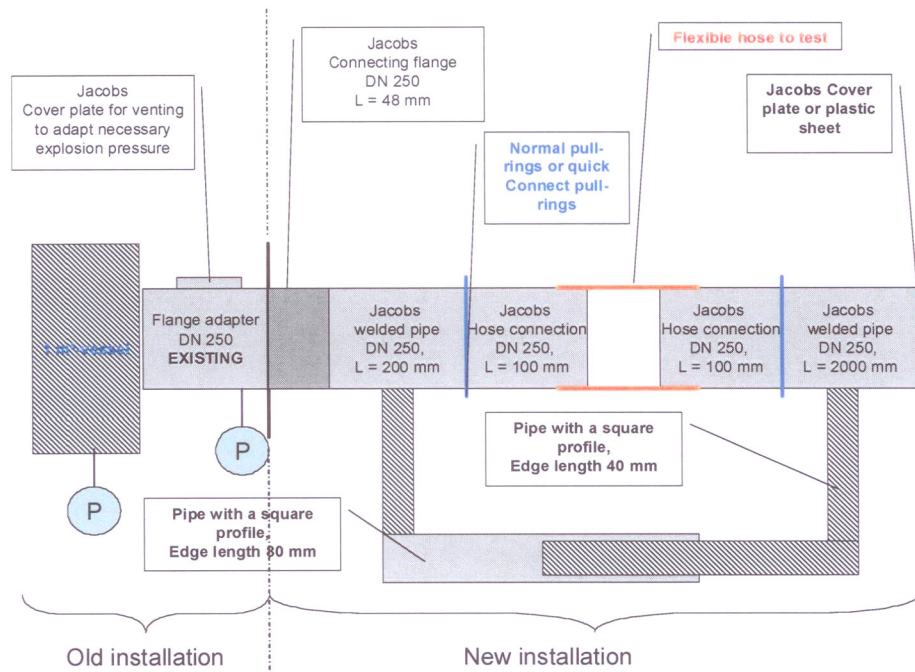 Jacobs
Connecting flange
DN 250
L = 48 mm
Flexible hose to test
Jacobs
Cover plate for venting
to adapt necessary
explosion pressure
Jacobs Cover
plate or plastic
sheet
Normal pull-
rings or quick
Connect pull-
rings
1 m³ vessel
Flange adapter
DN 250
EXISTING
Jacobs
welded pipe
DN 250,
L = 200 mm
Jacobs
Hose connection
DN 250,
L = 100 mm
Jacobs
Hose connection
DN 250,
L = 100 mm
Jacobs
welded pipe
DN 250,
L = 2000 mm
P
P
Pipe with a square
profile,
Edge length 40 mm
Pipe with a square
profile,
Edge length 80 mm
Old installation
New installation